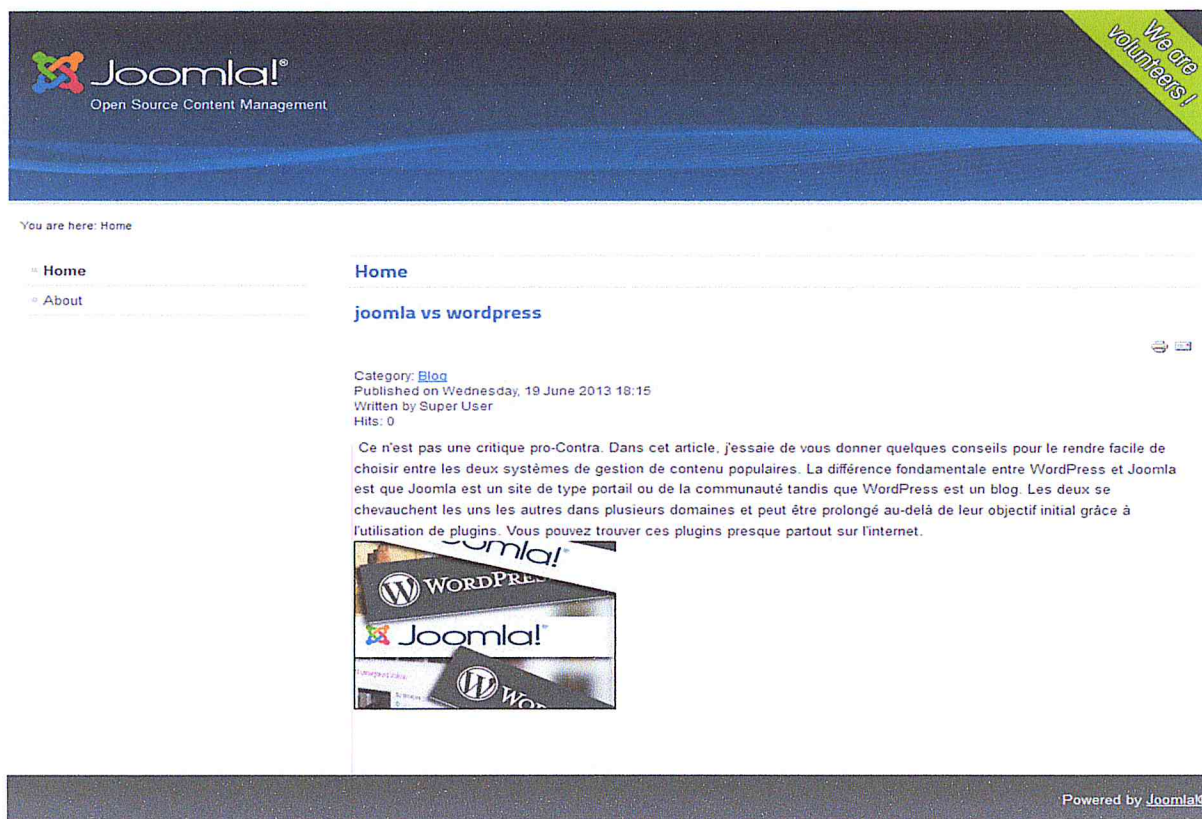 We are
volunteers !
Joomla!®
Open Source Content Management
You are here: Home
Home
About
Home
joomla vs wordpress
Category: Blog
Published on Wednesday, 19 June 2013 18:15
Written by Super User
Hits: 0
Ce n'est pas une critique pro-Contra. Dans cet article, j'essaie de vous donner quelques conseils pour le rendre facile de
choisir entre les deux systèmes de gestion de contenu populaires. La différence fondamentale entre WordPress et Joomla
est que Joomla est un site de type portail ou de la communauté tandis que WordPress est un blog. Les deux se
chevauchent les uns les autres dans plusieurs domaines et peut être prolongé au-delà de leur objectif initial grâce à
l'utilisation de plugins. Vous pouvez trouver ces plugins presque partout sur l'internet.
oomla!
WORDPRE
Joomla!
WO
Powered by Joomla!®